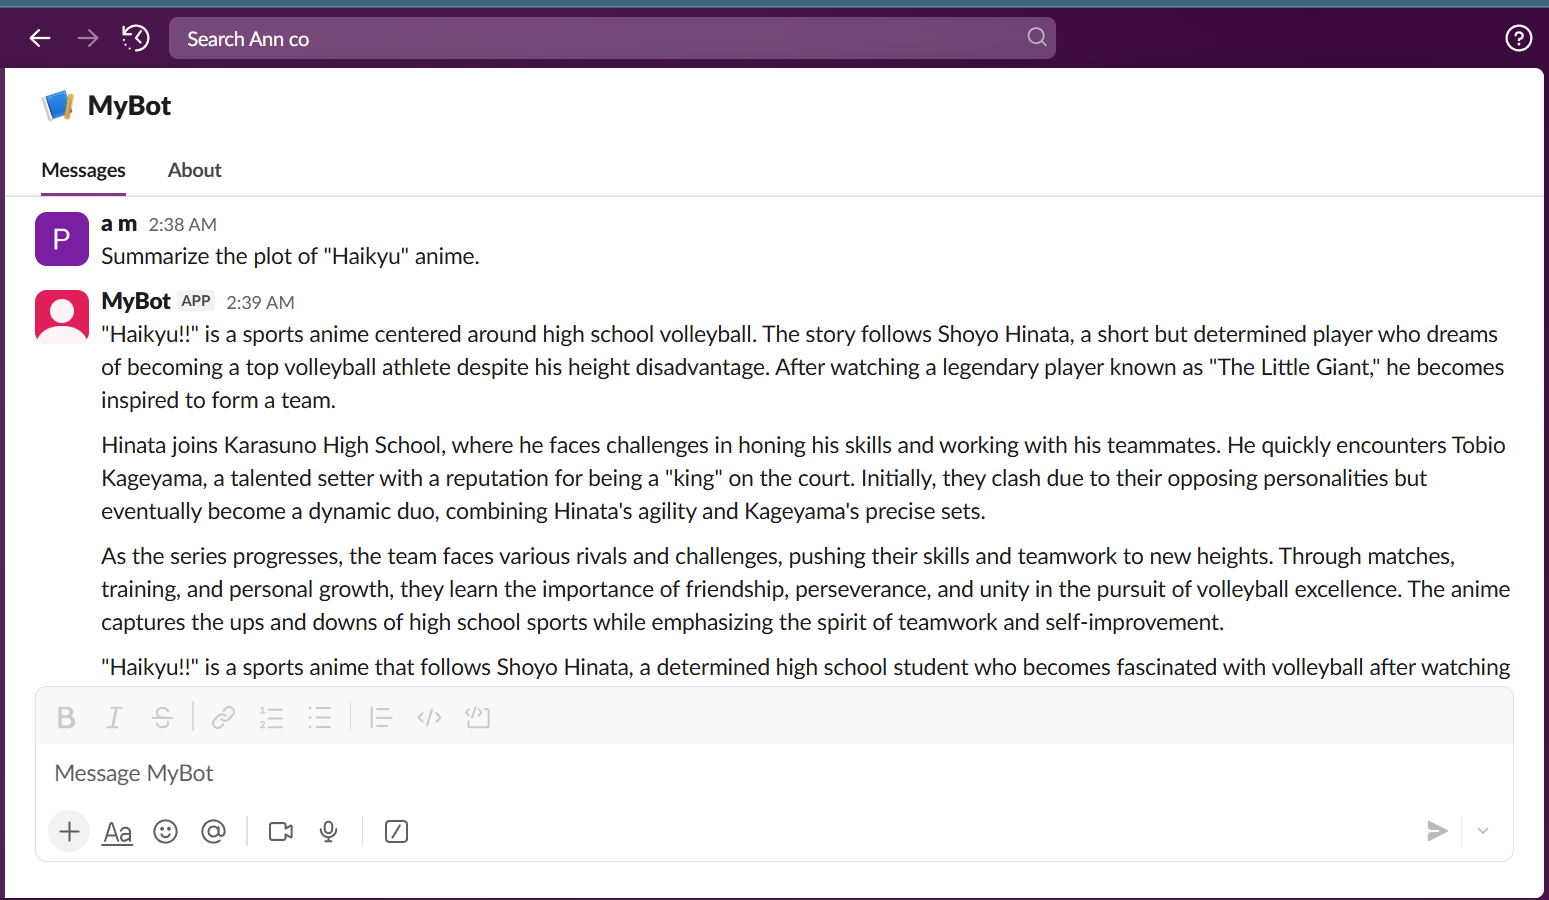 Search Ann co
MyBot
Messages About
P
a m 2:38 AM
Summarize the plot of "Haikyu" anime.
MyBot APP 2:39 AM
"Haikyu!!" is a sports anime centered around high school volleyball. The story follows Shoyo Hinata, a short but determined player who dreams
of becoming a top volleyball athlete despite his height disadvantage. After watching a legendary player known as "The Little Giant," he becomes
inspired to form a team.
Hinata joins Karasuno High School, where he faces challenges in honing his skills and working with his teammates. He quickly encounters Tobio
Kageyama, a talented setter with a reputation for being a "king" on the court. Initially, they clash due to their opposing personalities but
eventually become a dynamic duo, combining Hinata's agility and Kageyama's precise sets.
As the series progresses, the team faces various rivals and challenges, pushing their skills and teamwork to new heights. Through matches,
training, and personal growth, they learn the importance of friendship, perseverance, and unity in the pursuit of volleyball excellence. The anime
captures the ups and downs of high school sports while emphasizing the spirit of teamwork and self-improvement.
"Haikyu!!" is a sports anime that follows Shoyo Hinata, a determined high school student who becomes fascinated with volleyball after watching
Message MyBot
Aa